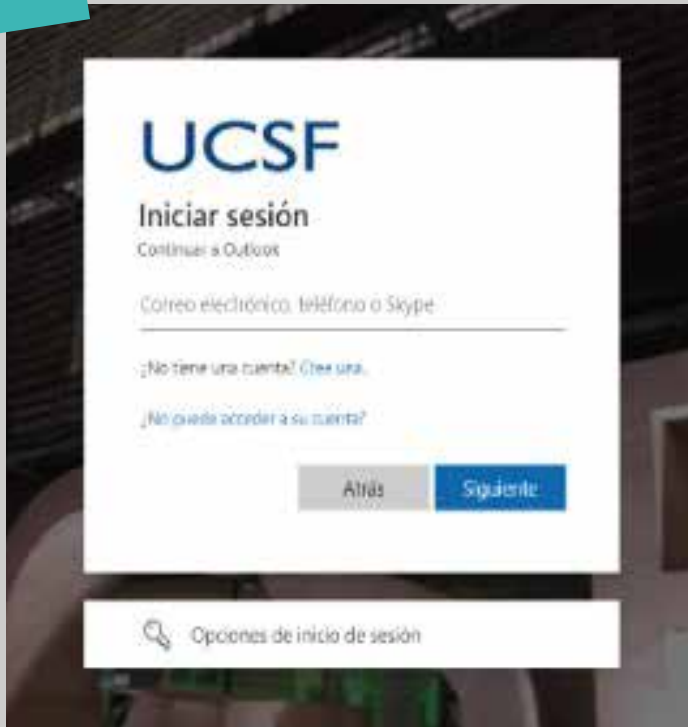 UCSF
Iniciar sesión
Continuar a Outlook
Correo electrónico, teléfono o Skype
¿No tiene una cuenta? Cree una.
¿No puede acceder a su cuenta?
Atrás Siguiente
Opciones de inicio de sesión